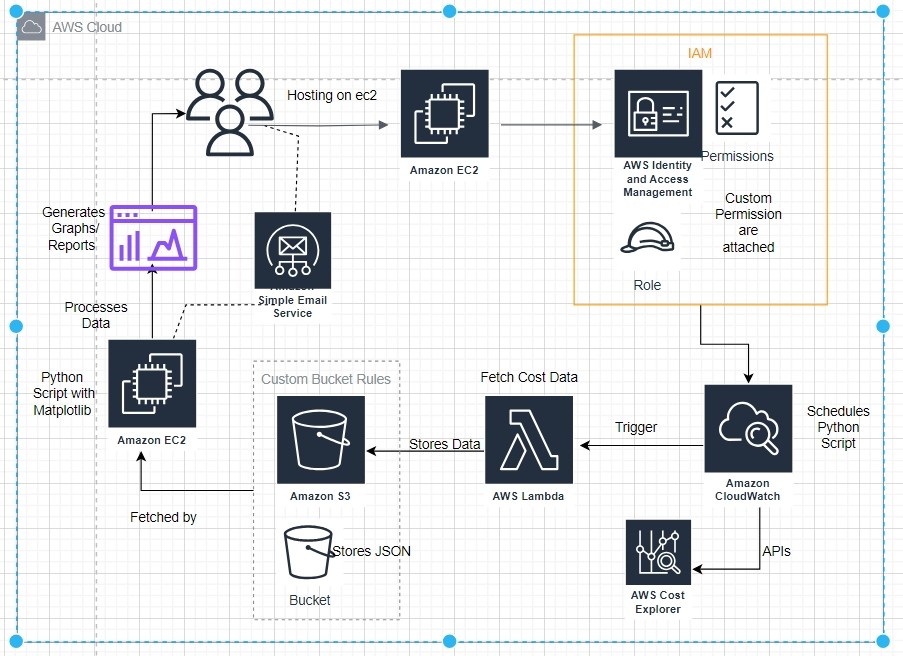 AWS Cloud
IAM
Hosting on ec2
Amazon EC2
AWS Identity
and Access
Management
Permissions
Custom
Permission
are
attached
Role
Generates
Graphs/
Reports
Amazon
Simple Email
Service
Processes
Data
Python
Script with
Matplotlib
Amazon EC2
Fetched by
Custom Bucket Rules
Amazon S3
Stores JSON
Bucket
Stores Data
Fetch Cost Data
AWS Lambda
Trigger
Amazon
CloudWatch
Schedules
Python
Script
APIs
AWS Cost
Explorer